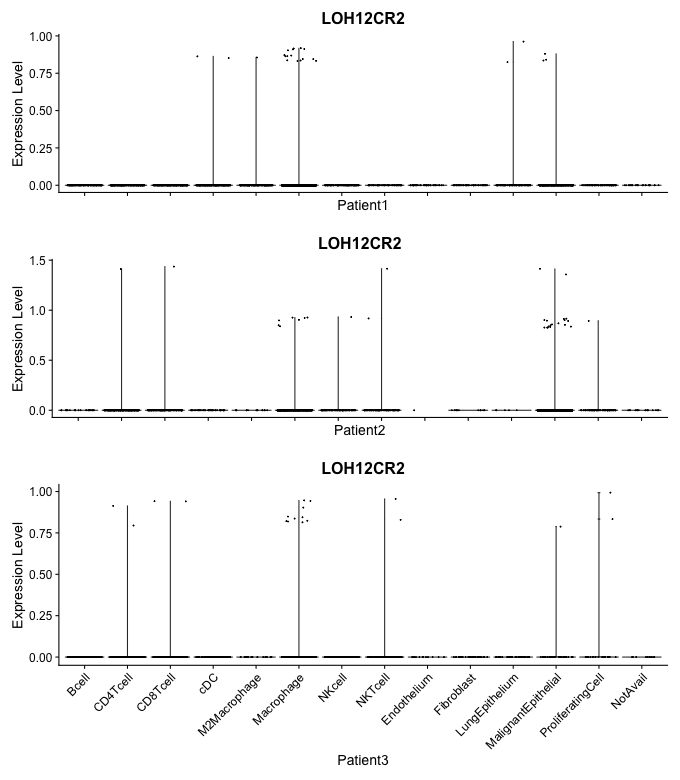 LOH12CR2
Expression Level
1.00
0.75
0.50
0.25
0.00
Patient1
LOH12CR2
Expression Level
1.5
1.0
0.5
0.0
Patient2
LOH12CR2
Expression Level
1.00
0.75
0.50
0.25
0.00
Bcell
CD4Tcell
CD8Tcell
cDC
M2Macrophage
Macrophage
NKcell
NKTcell
Endothelium
Fibroblast
LungEpithelium
MalignantEpithelial
ProliferatingCell
NotAvail
Patient3